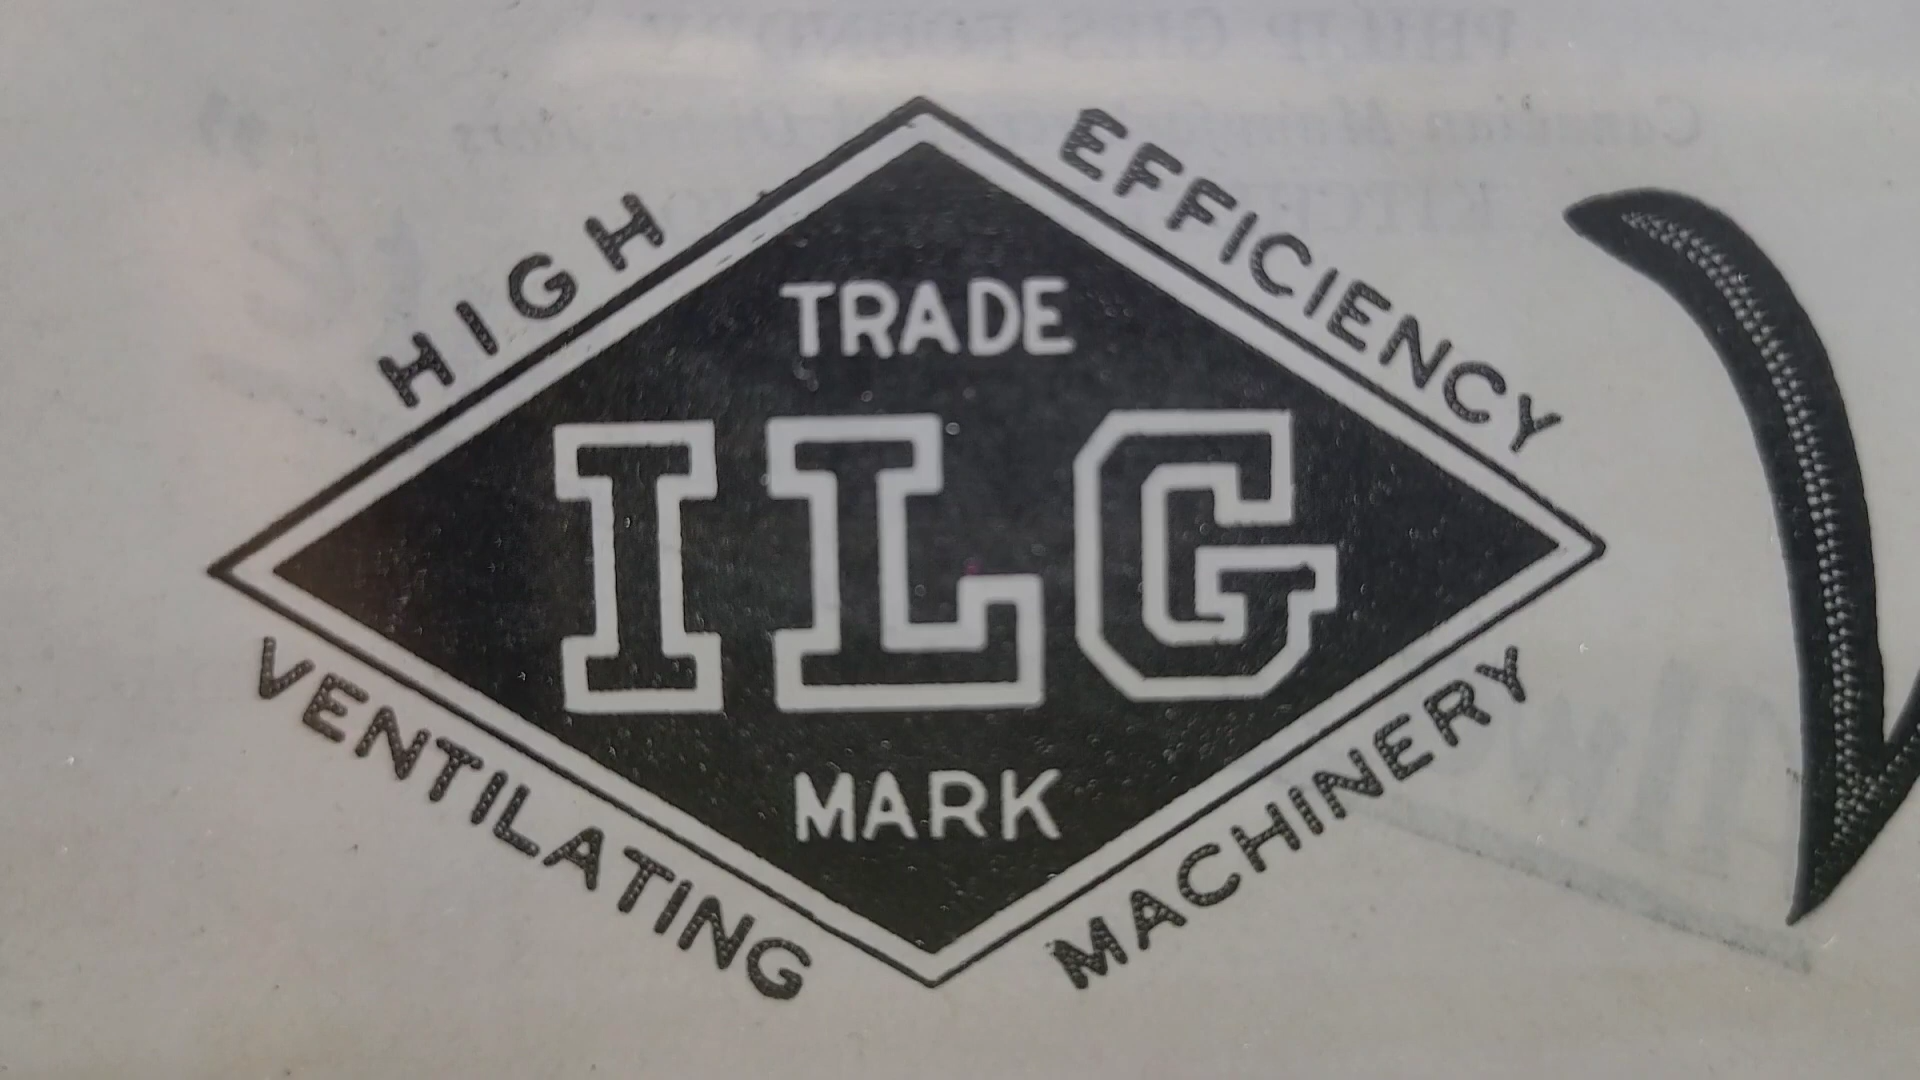 HIGH EFFICIENCY
TRADE
ILG
MARK
VENTILATING MACHINERY